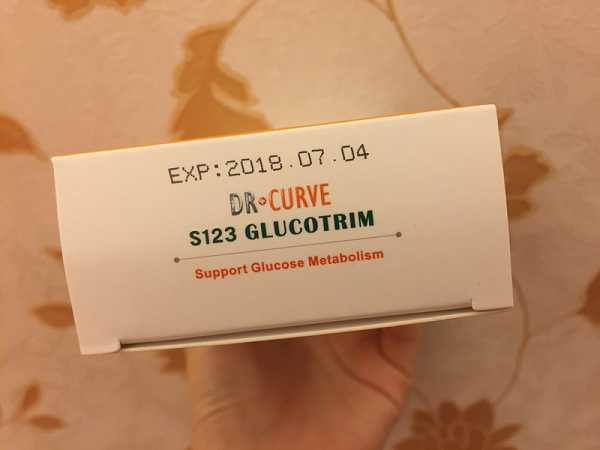 EXP:2018.07.04
DR CURVE
S123 GLUCOTRIM
Support Glucose Metabolism